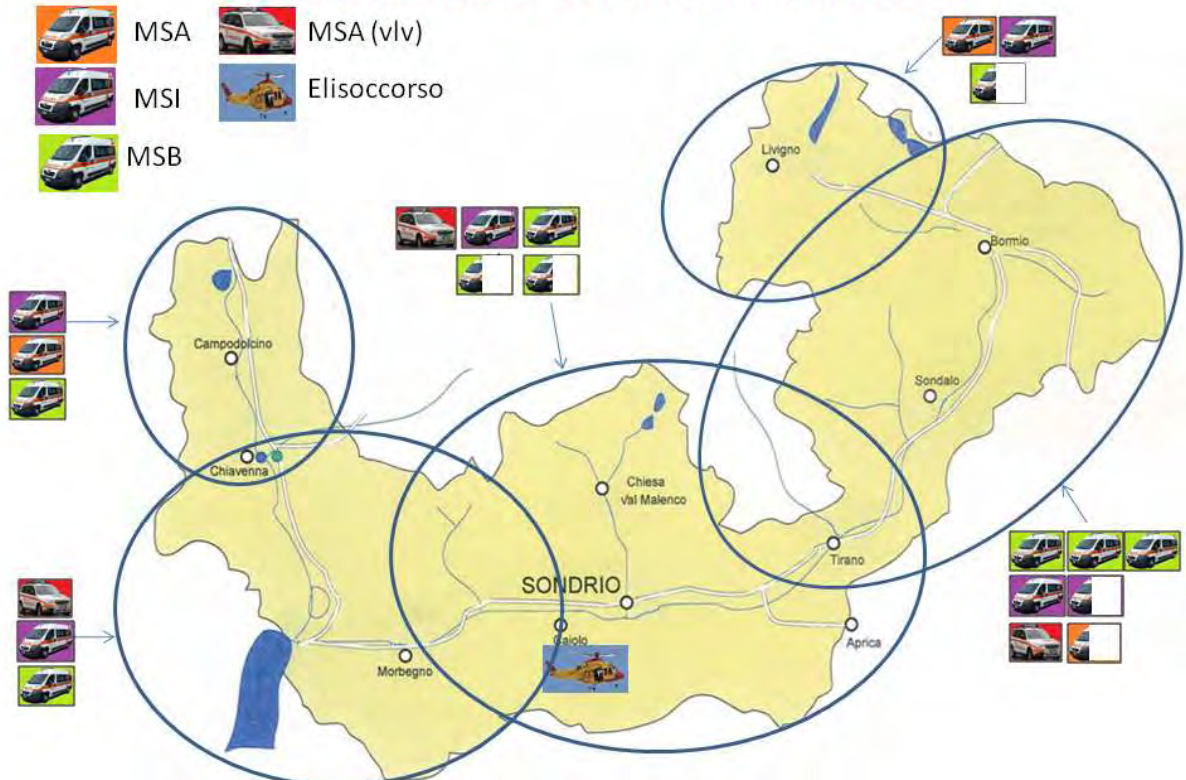 MSA
MSA (vlv)
MSI
Elisoccorso
MSB
Livigno
Bormio
Campodolcino
Sondalo
Chiavenna
Chiesa
Val Malenco
Tirano
SONDRIO
Caiolo
Aprica
Morbegno